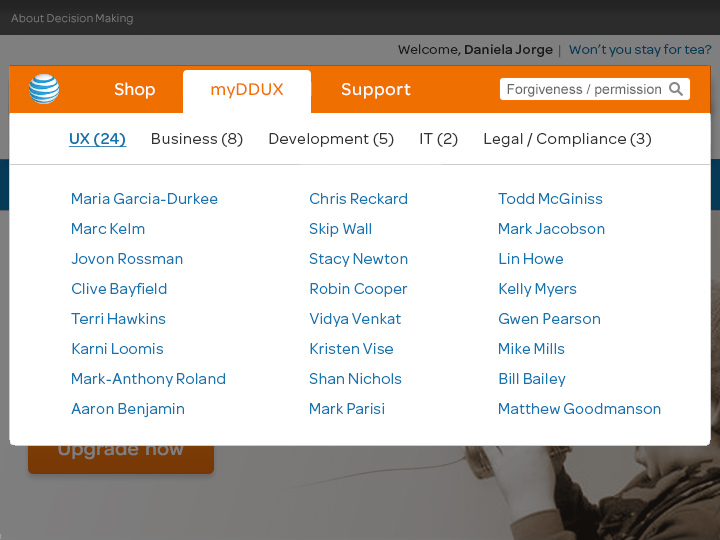 About Decision Making
Welcome, Daniela Jorge | Won't you stay for tea?
Shop myDDUX Support Forgiveness / permission
UX (24) Business (8) Development (5) IT (2) Legal / Compliance (3)
Maria Garcia-Durkee Chris Reckard Todd McGiniss
Marc Kelm Skip Wall Mark Jacobson
Jovon Rossman Stacy Newton Lin Howe
Clive Bayfield Robin Cooper Kelly Myers
Terri Hawkins Vidya Venkat Gwen Pearson
Karni Loomis Kristen Vise Mike Mills
Mark-Anthony Roland Shan Nichols Bill Bailey
Aaron Benjamin Mark Parisi Matthew Goodmanson
Upgrade now